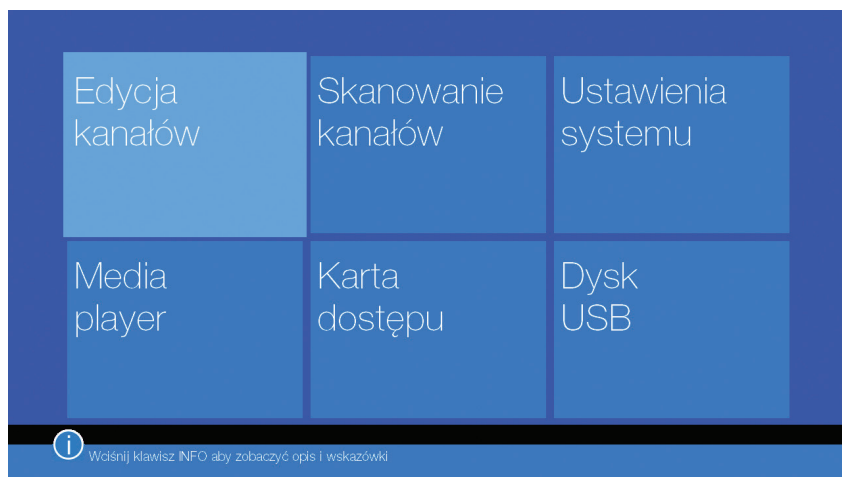 Edycja
kanałów
Skanowanie
kanałów
Ustawienia
systemu
Media
player
Karta
dostępu
Dysk
USB
i
Wciśnij klawisz INFO aby zobaczyć opis i wskazówki